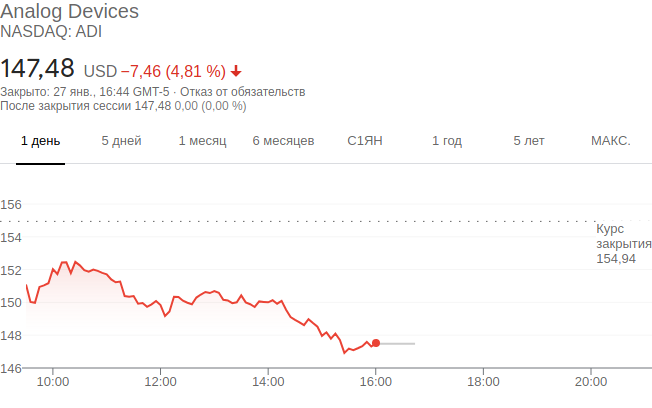 Analog Devices
NASDAQ: ADI
147,48 USD −7,46 (4,81 %)
Закрыто: 27 янв., 16:44 GMT-5 · Отказ от обязательств
После закрытия сессии 147,48 0,00 (0,00 %)
1 день 5 дней 1 месяц 6 месяцев С1ЯН 1 год 5 лет МАКС.
156
154
152
150
148
146
Курс
закрытия
154,94
10:00 12:00 14:00 16:00 18:00 20:00